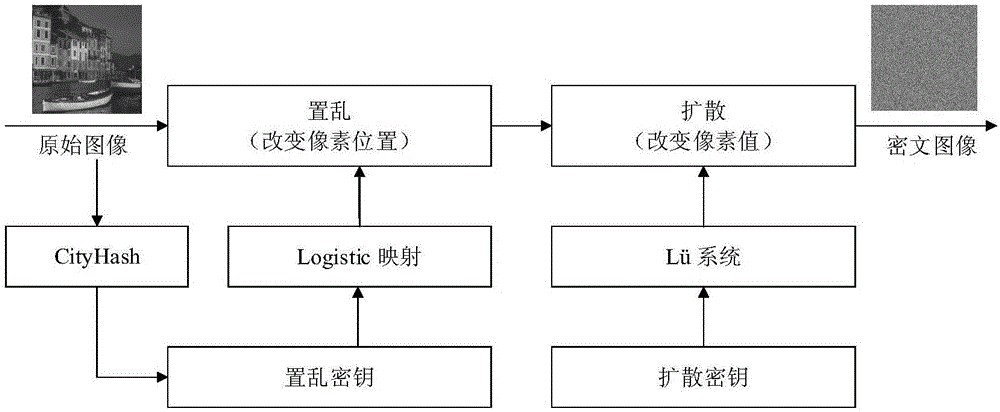 置乱
（改变像素位置）
扩散
（改变像素值）
原始图像
密文图像
CityHash
Logistic 映射
Lü 系统
置乱密钥
扩散密钥